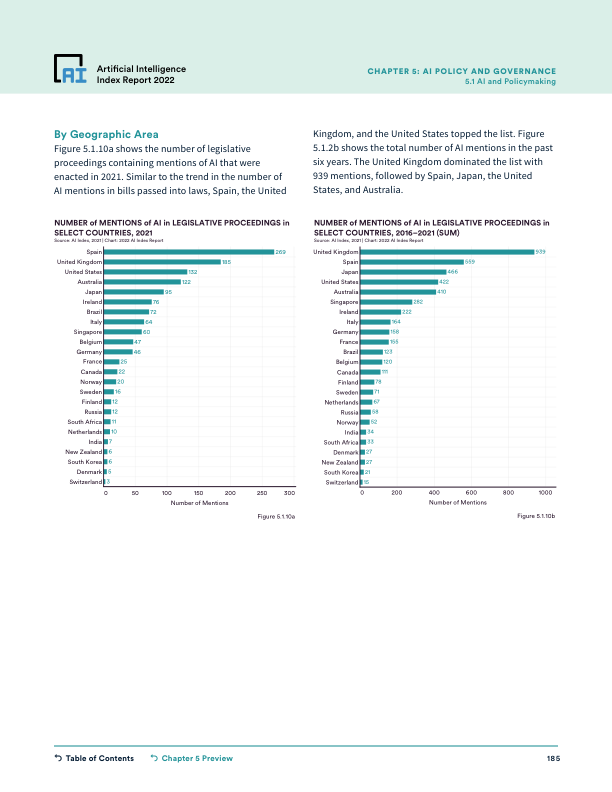 Artificial Intelligence
Index Report 2022
CHAPTER 5: AI POLICY AND GOVERNANCE
5.1 AI and Policymaking
By Geographic Area
Figure 5.1.10a shows the number of legislative
proceedings containing mentions of AI that were
enacted in 2021. Similar to the trend in the number of
AI mentions in bills passed into laws, Spain, the United
Kingdom, and the United States topped the list. Figure
5.1.2b shows the total number of AI mentions in the past
six years. The United Kingdom dominated the list with
939 mentions, followed by Spain, Japan, the United
States, and Australia.
NUMBER of MENTIONS of AI in LEGISLATIVE PROCEEDINGS in
SELECT COUNTRIES, 2021
Source: AI Index, 2021 | Chart: 2022 AI Index Report
Spain 269
United Kingdom 185
United States 132
Australia 122
Japan 95
Ireland 76
Brazil 72
Italy 64
Singapore 60
Belgium 47
Germany 46
France 25
Canada 22
Norway 20
Sweden 16
Finland 12
Russia 12
South Africa 11
Netherlands 10
India 7
New Zealand 6
South Korea 6
Denmark 5
Switzerland 3
0 50 100 150 200 250 300
Number of Mentions
Figure 5.1.10a
NUMBER of MENTIONS of AI in LEGISLATIVE PROCEEDINGS in
SELECT COUNTRIES, 2016–2021 (SUM)
Source: AI Index, 2021 | Chart: 2022 AI Index Report
United Kingdom 939
Spain 559
Japan 466
United States 422
Australia 410
Singapore 282
Ireland 222
Italy 164
Germany 158
France 155
Brazil 123
Belgium 120
Canada 111
Finland 78
Sweden 71
Netherlands 67
Russia 58
Norway 52
India 34
South Africa 33
Denmark 27
New Zealand 27
South Korea 21
Switzerland 16
0 200 400 600 800 1000
Number of Mentions
Figure 5.1.10b
Table of Contents
Chapter 5 Preview
185